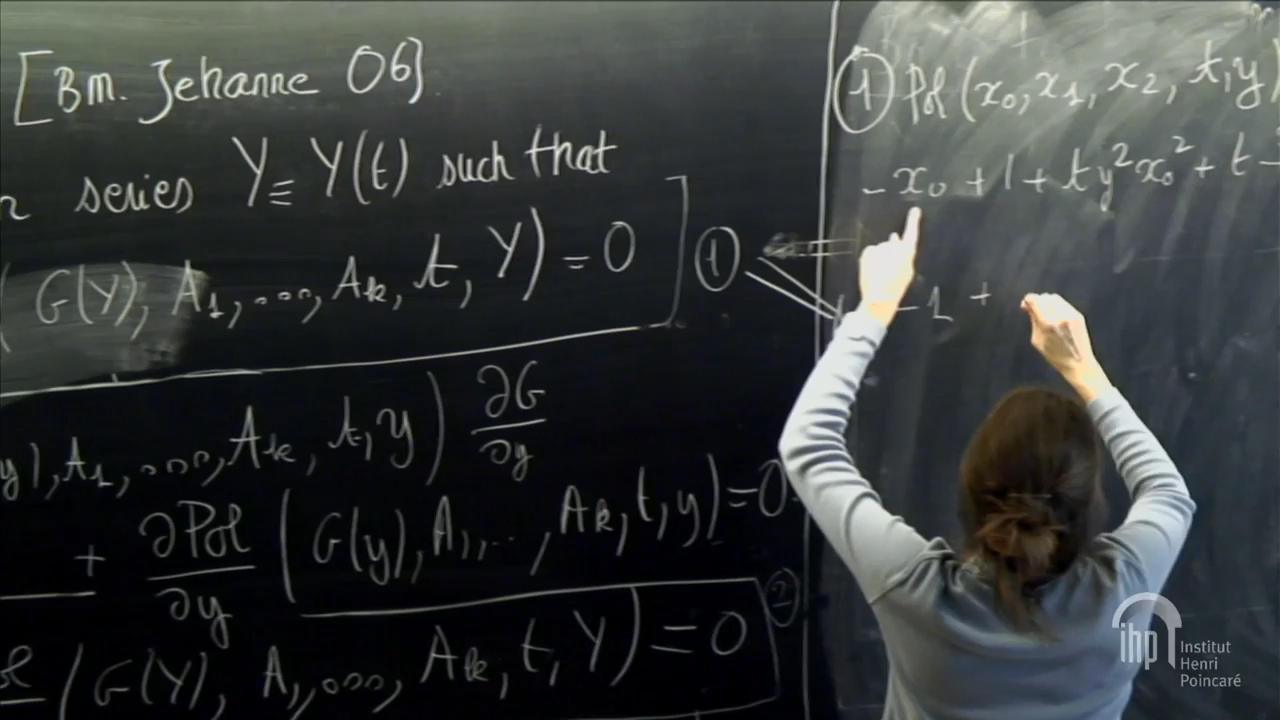 [BM. Jehanne 06]
series Y ≡ Y(t) such that
( G(Y), A₁, ..., Aₖ, t, Y) = 0 ] ①
y), A₁, ..., Aₖ, t, y) ∂G/∂y
+ ∂Pol/∂y ( G(y), A₁, .., Aₖ, t, y) = 0
( G(Y), A₁, ..., Aₖ, t, Y) = 0 ②
① Pol (x₀, x₁, x₂, t, y)
- x₀ + 1 + t y² x₀² + t -
- 1 +
ihp Institut
Henri
Poincaré